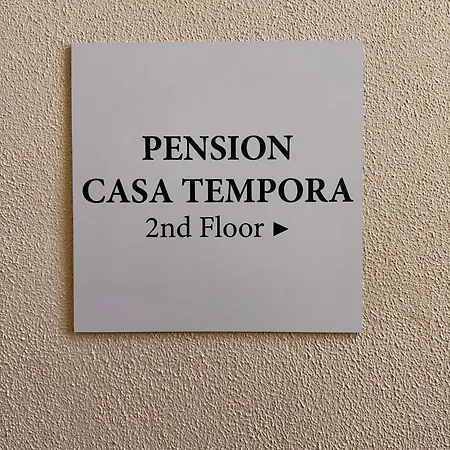 PENSION
CASA TEMPORA
2nd Floor ▸